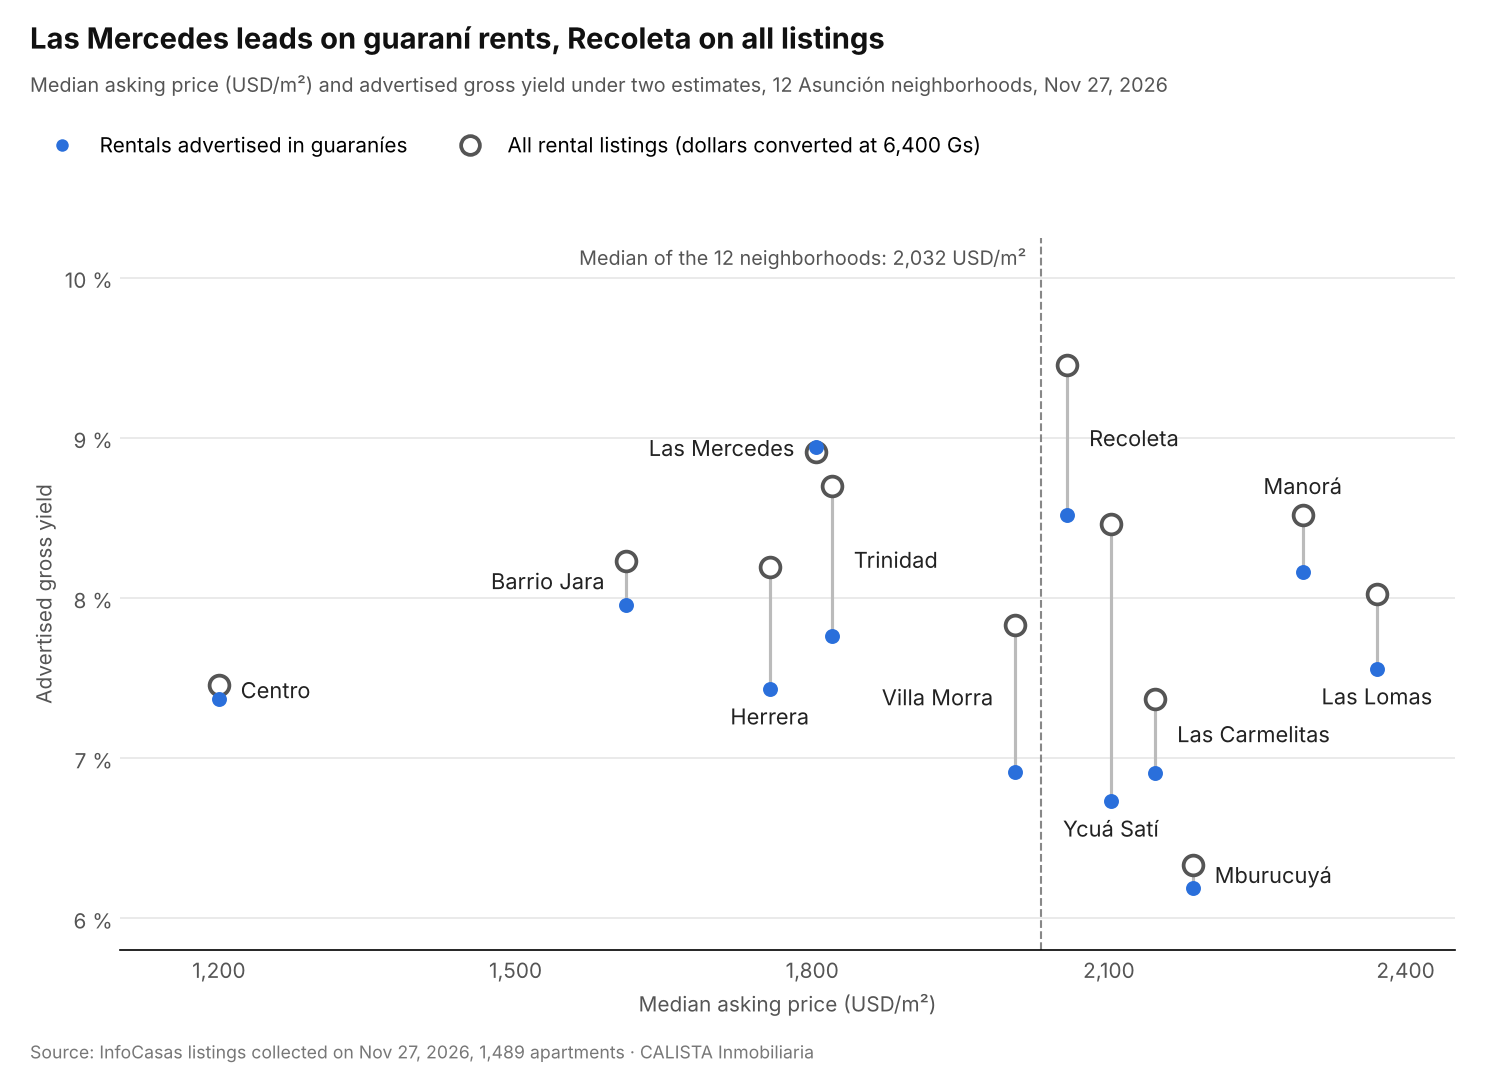 Las Mercedes leads on guaraní rents, Recoleta on all listings
Median asking price (USD/m²) and advertised gross yield under two estimates, 12 Asunción neighborhoods, Nov 27, 2026
Rentals advertised in guaraníes
All rental listings (dollars converted at 6,400 Gs)
Median of the 12 neighborhoods: 2,032 USD/m²
10 %
9 %
8 %
7 %
6 %
Advertised gross yield
Recoleta
Las Mercedes
Manorá
Trinidad
Barrio Jara
Centro
Villa Morra
Las Lomas
Herrera
Las Carmelitas
Ycuá Satí
Mburucuyá
1,200
1,500
1,800
2,100
2,400
Median asking price (USD/m²)
Source: InfoCasas listings collected on Nov 27, 2026, 1,489 apartments · CALISTA Inmobiliaria